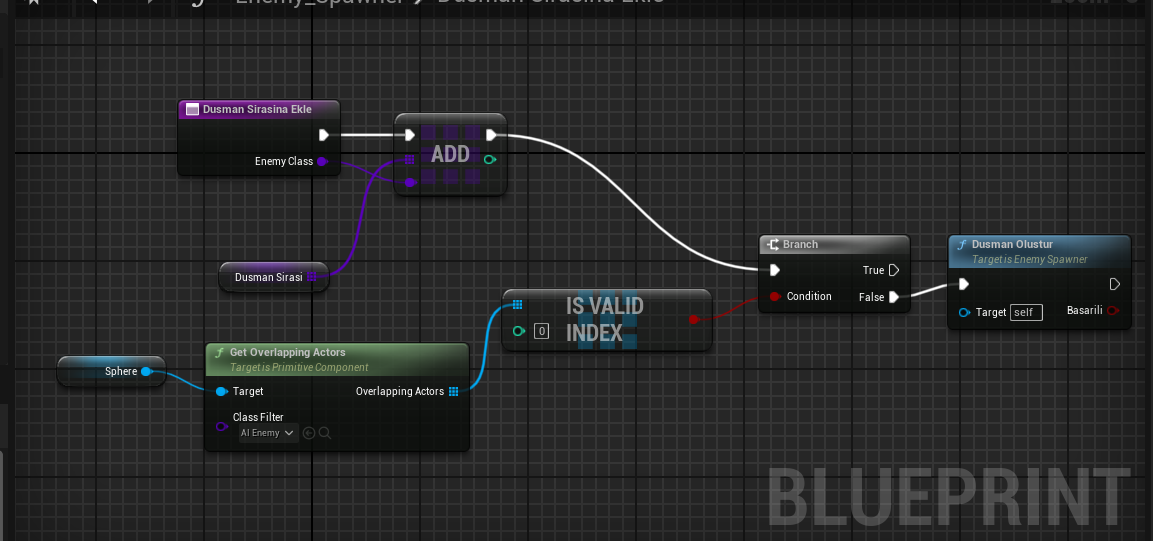 Enemy_Spawner > Dusman Sirasina Ekle
Dusman Sirasina Ekle
Enemy Class
ADD
Dusman Sirasi
Sphere
Get Overlapping Actors
Target is Primitive Component
Target
Overlapping Actors
Class Filter
AI Enemy
IS VALID
INDEX
0
Branch
True
Condition
False
Dusman Olustur
Target is Enemy Spawner
Target
self
Basarili
BLUEPRINT